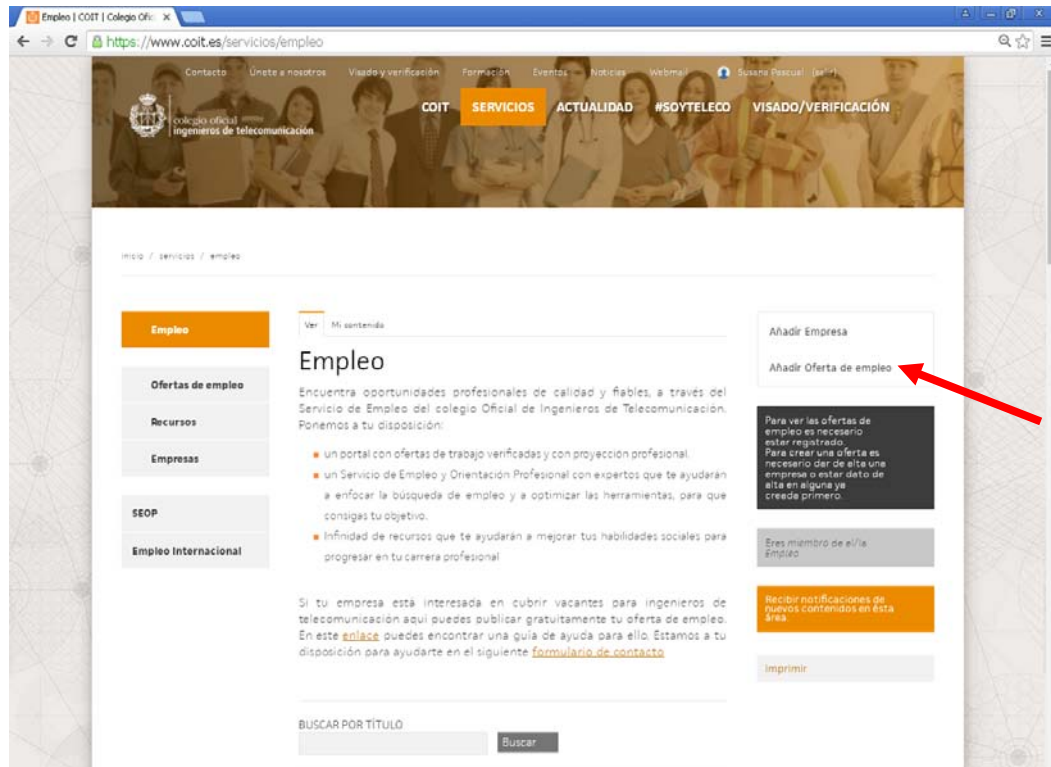 Empleo | COIT | Colegio Ofic
https://www.coit.es/servicios/empleo
Contacto Únete a nosotros Visado y verificación Formación Eventos Noticias Webmail Susana Pascual (salir)
COIT SERVICIOS ACTUALIDAD #SOYTELECO VISADO/VERIFICACIÓN
colegio oficial
ingenieros de telecomunicación
inicio / servicios / empleo
Empleo
Ofertas de empleo
Recursos
Empresas
SEOP
Empleo Internacional
Ver Mi contenido
Empleo
Encuentra oportunidades profesionales de calidad y fiables, a través del
Servicio de Empleo del colegio Oficial de Ingenieros de Telecomunicación.
Ponemos a tu disposición:
un portal con ofertas de trabajo verificadas y con proyección profesional.
un Servicio de Empleo y Orientación Profesional con expertos que te ayudarán
a enfocar la búsqueda de empleo y a optimizar las herramientas, para que
consigas tu objetivo.
Infinidad de recursos que te ayudarán a mejorar tus habilidades sociales para
progresar en tu carrera profesional
Si tu empresa está interesada en cubrir vacantes para ingenieros de
telecomunicación aquí puedes publicar gratuitamente tu oferta de empleo.
En este enlace puedes encontrar una guía de ayuda para ello. Estamos a tu
disposición para ayudarte en el siguiente formulario de contacto
BUSCAR POR TÍTULO
Buscar
Añadir Empresa
Añadir Oferta de empleo
Para ver las ofertas de
empleo es necesario
estar registrado.
Para crear una oferta es
necesario dar de alta una
empresa o estar dato de
alta en alguna ya
creada primero.
Eres miembro de el/la
Empleo
Recibir notificaciones de
nuevos contenidos en ésta
área.
Imprimir